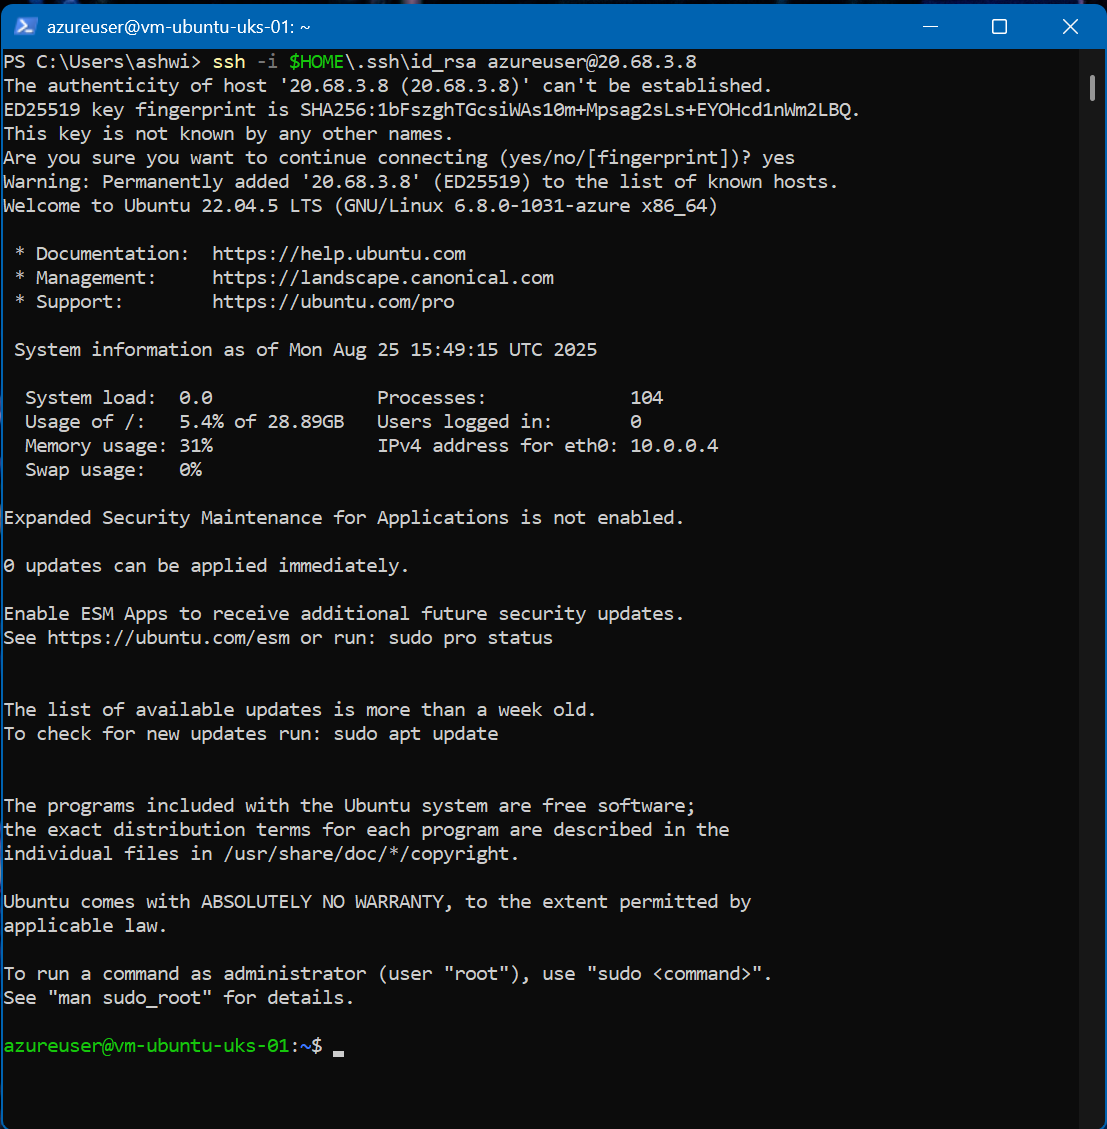 azureuser@vm-ubuntu-uks-01: ~
PS C:\Users\ashwi> ssh -i $HOME\.ssh\id_rsa azureuser@20.68.3.8
The authenticity of host '20.68.3.8 (20.68.3.8)' can't be established.
ED25519 key fingerprint is SHA256:1bFszghTGcsiWAs10m+Mpsag2sLs+EYOHcd1nWm2LBQ.
This key is not known by any other names.
Are you sure you want to continue connecting (yes/no/[fingerprint])? yes
Warning: Permanently added '20.68.3.8' (ED25519) to the list of known hosts.
Welcome to Ubuntu 22.04.5 LTS (GNU/Linux 6.8.0-1031-azure x86_64)

 * Documentation:  https://help.ubuntu.com
 * Management:     https://landscape.canonical.com
 * Support:        https://ubuntu.com/pro

 System information as of Mon Aug 25 15:49:15 UTC 2025

  System load:  0.0               Processes:             104
  Usage of /:   5.4% of 28.89GB   Users logged in:       0
  Memory usage: 31%               IPv4 address for eth0: 10.0.0.4
  Swap usage:   0%

Expanded Security Maintenance for Applications is not enabled.

0 updates can be applied immediately.

Enable ESM Apps to receive additional future security updates.
See https://ubuntu.com/esm or run: sudo pro status

The list of available updates is more than a week old.
To check for new updates run: sudo apt update

The programs included with the Ubuntu system are free software;
the exact distribution terms for each program are described in the
individual files in /usr/share/doc/*/copyright.

Ubuntu comes with ABSOLUTELY NO WARRANTY, to the extent permitted by
applicable law.

To run a command as administrator (user "root"), use "sudo <command>".
See "man sudo_root" for details.

azureuser@vm-ubuntu-uks-01:~$